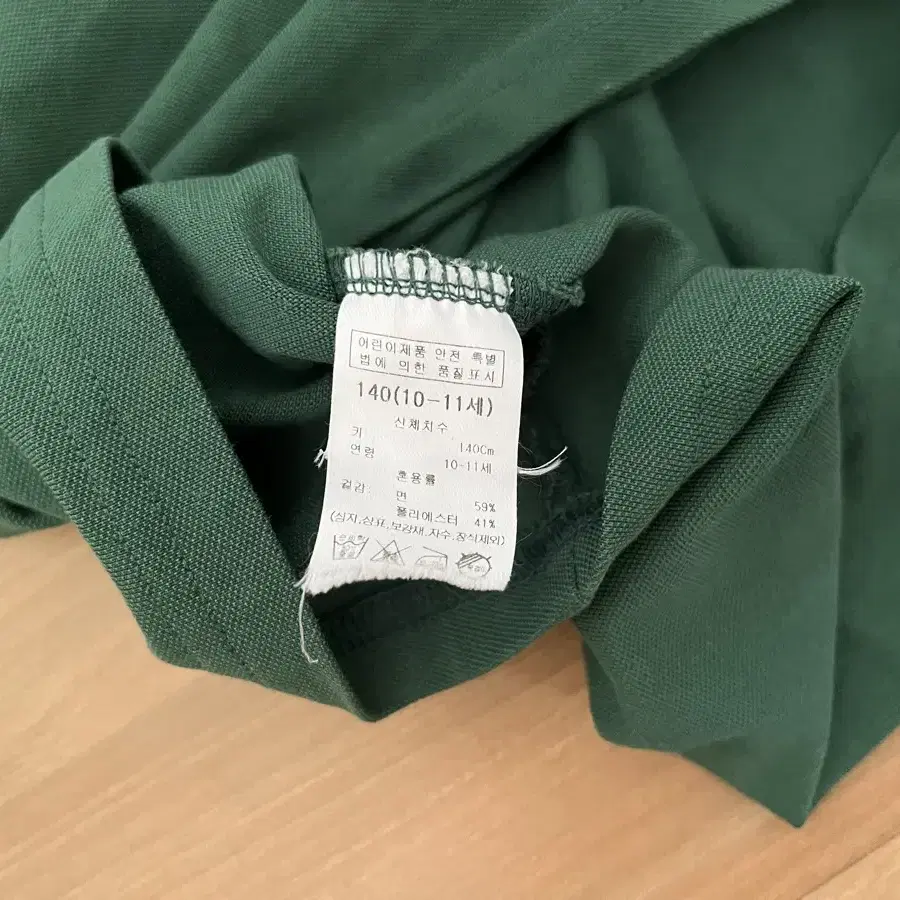 어린이제품 안전 특별
법에 의한 품질표시
140(10-11세)
신체치수
키 140Cm
연령 10-11세
혼용률
겉감: 면 59%
폴리에스터 41%
(심지,상표,보강재,자수,장식제외)